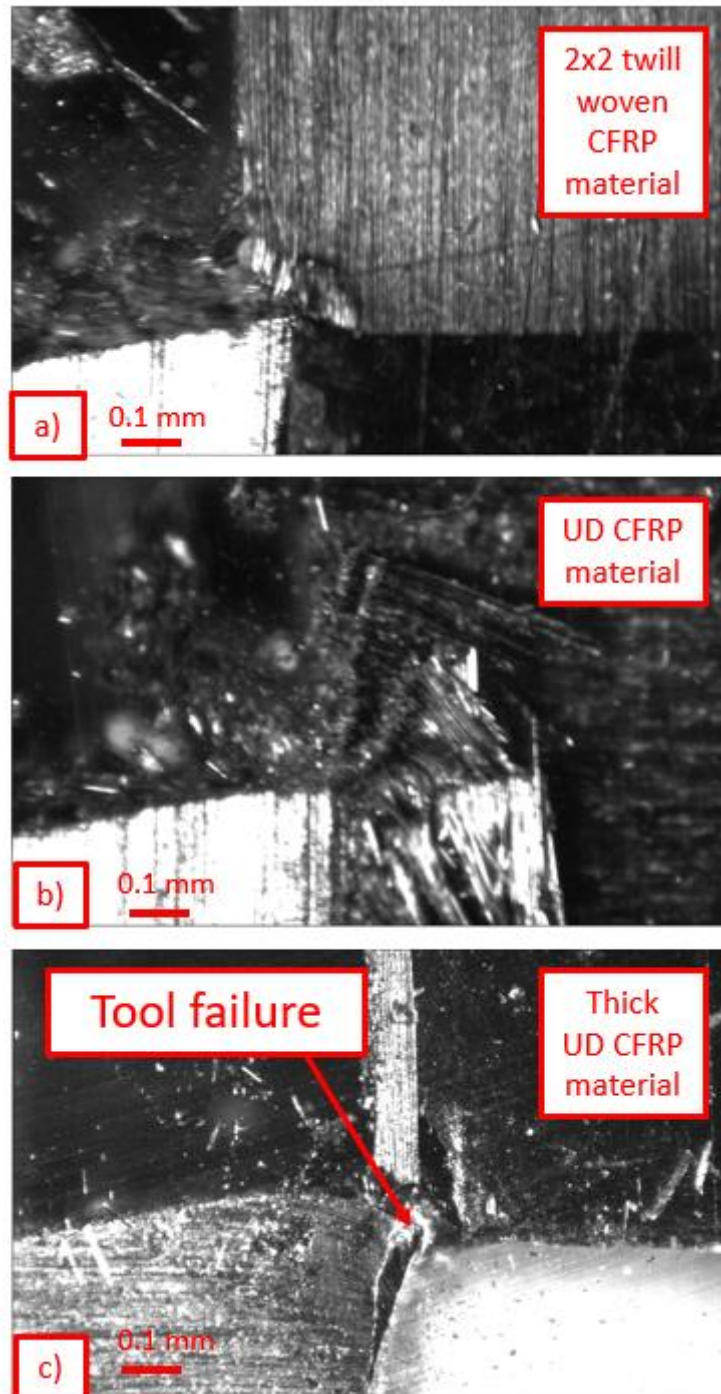 2x2 twill
woven
CFRP
material
0.1 mm
a)
UD CFRP
material
0.1 mm
b)
Tool failure
Thick
UD CFRP
material
0.1 mm
c)